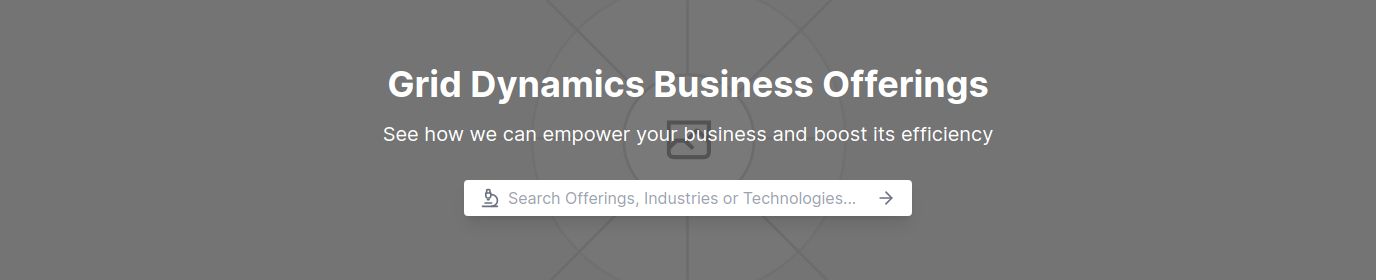 Grid Dynamics Business Offerings
See how we can empower your business and boost its efficiency
Search Offerings, Industries or Technologies...